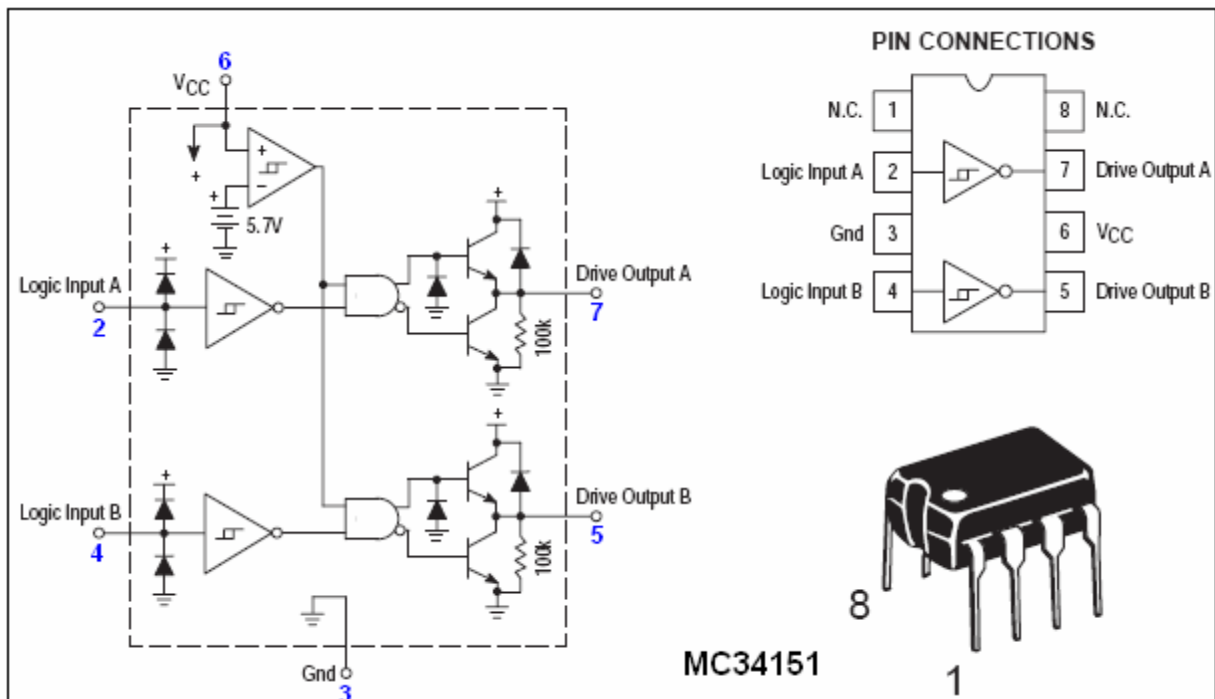 6
VCC
+
+
-
+
5.7V
+
Logic Input A
2
+
Drive Output A
7
100k
+
Logic Input B
4
+
Drive Output B
5
100k
Gnd
3
PIN CONNECTIONS
N.C. 1 8 N.C.
Logic Input A 2 7 Drive Output A
Gnd 3 6 VCC
Logic Input B 4 5 Drive Output B
8
1
MC34151